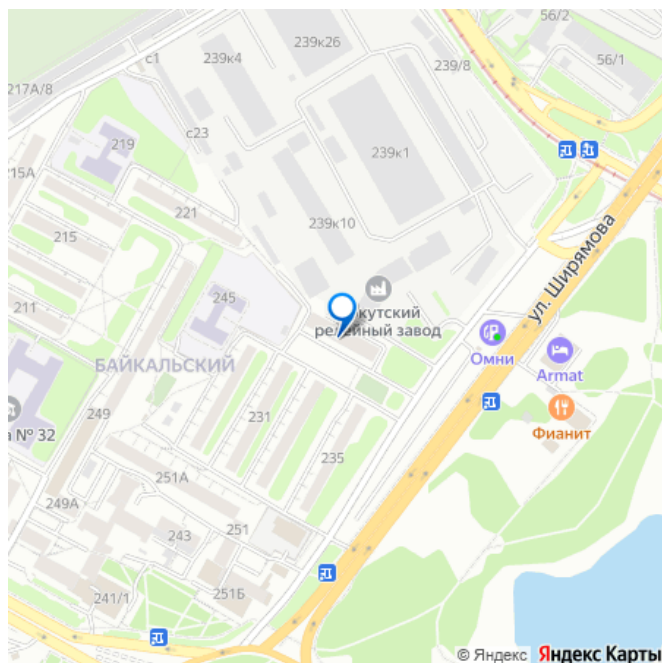 56/2
239к26
239к4
с1
239/8
56/1
217А/8
с23
219
239к1
215А
221
239к10
215
ул. Ширямова
245
211
кутский
релейный завод
Омни
БАЙКАЛЬСКИЙ
Armat
249
231
Фианит
а № 32
235
251А
249А
251
243
251Б
241/1
© Яндекс Яндекс Карты